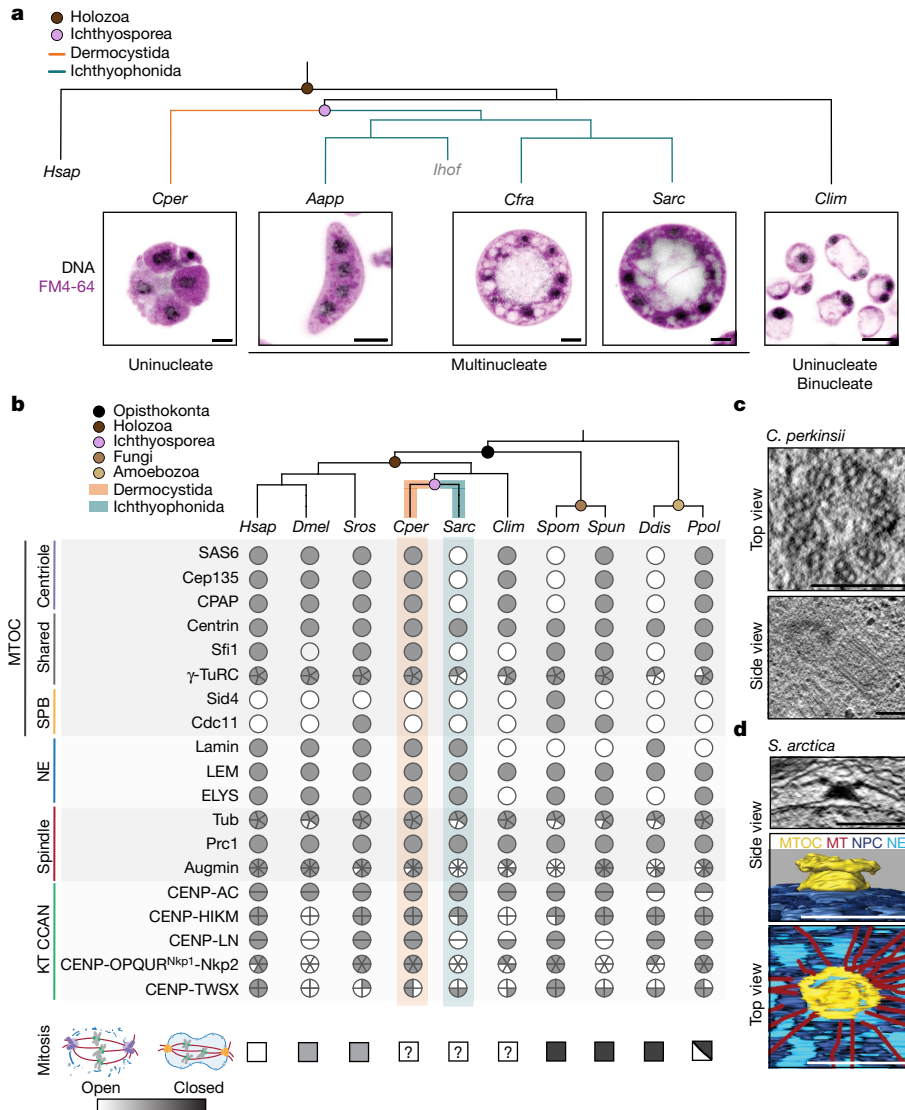 a
Holozoa
Ichthyosporea
Dermocystida
Ichthyophonida
Hsap
Ihof
Cper
Aapp
Cfra
Sarc
Clim
DNA
FM4-64
Uninucleate
Multinucleate
Uninucleate
Binucleate
b
Opisthokonta
Holozoa
Ichthyosporea
Fungi
Amoebozoa
Dermocystida
Ichthyophonida
Hsap Dmel Sros Cper Sarc Clim Spom Spun Ddis Ppol
MTOC
Centriole
SAS6
Cep135
CPAP
Shared
Centrin
Sfi1
γ-TuRC
SPB
Sid4
Cdc11
NE
Lamin
LEM
ELYS
Spindle
Tub
Prc1
Augmin
KT CCAN
CENP-AC
CENP-HIKM
CENP-LN
CENP-OPQUR^Nkp1-Nkp2
CENP-TWSX
Mitosis
? ? ?
Open Closed
c
C. perkinsii
Top view
Side view
d
S. arctica
Side view
MTOC MT NPC NE
Top view